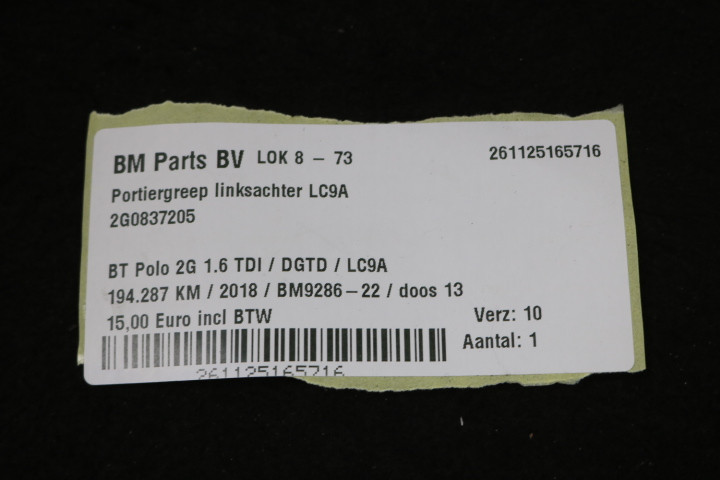 BM Parts BV LOK 8 - 73 261125165716
Portiergreep linksachter LC9A
2G0837205
BT Polo 2G 1.6 TDI / DGTD / LC9A
194.287 KM / 2018 / BM9286-22 / doos 13
15,00 Euro incl BTW Verz: 10
Aantal: 1
261125165716